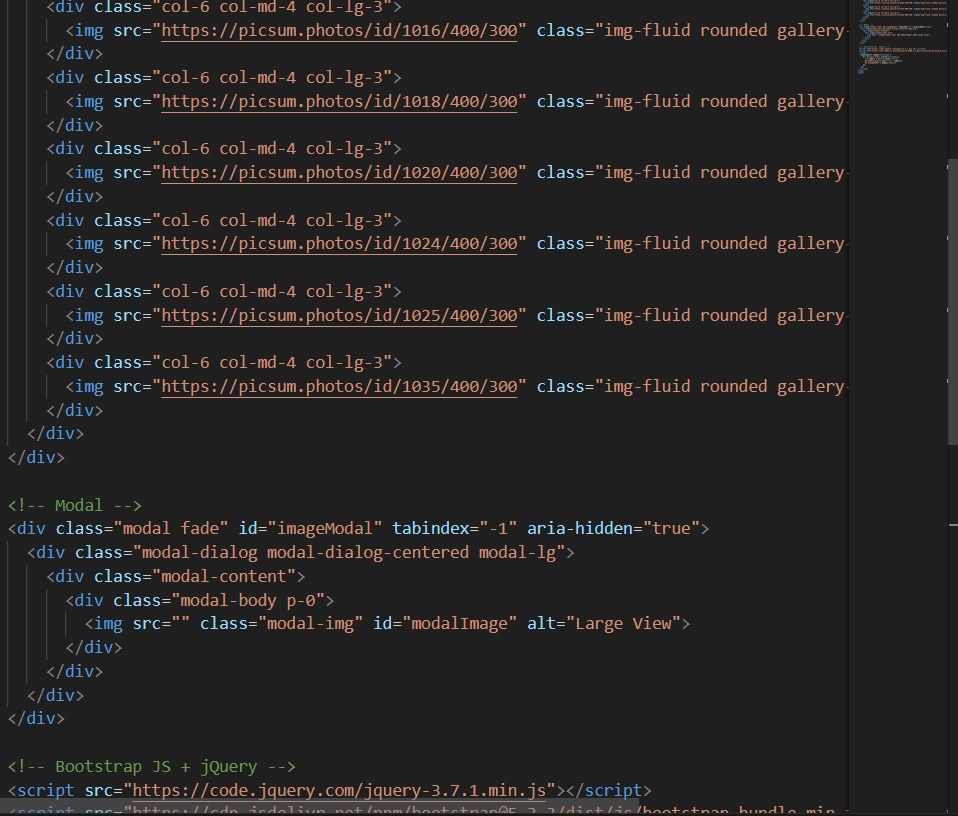 <div class="col-6 col-md-4 col-lg-3">
<img src="https://picsum.photos/id/1016/400/300" class="img-fluid rounded gallery-
</div>
<div class="col-6 col-md-4 col-lg-3">
<img src="https://picsum.photos/id/1018/400/300" class="img-fluid rounded gallery-
</div>
<div class="col-6 col-md-4 col-lg-3">
<img src="https://picsum.photos/id/1020/400/300" class="img-fluid rounded gallery-
</div>
<div class="col-6 col-md-4 col-lg-3">
<img src="https://picsum.photos/id/1024/400/300" class="img-fluid rounded gallery-
</div>
<div class="col-6 col-md-4 col-lg-3">
<img src="https://picsum.photos/id/1025/400/300" class="img-fluid rounded gallery-
</div>
<div class="col-6 col-md-4 col-lg-3">
<img src="https://picsum.photos/id/1035/400/300" class="img-fluid rounded gallery-
</div>
</div>
</div>
<!-- Modal -->
<div class="modal fade" id="imageModal" tabindex="-1" aria-hidden="true">
<div class="modal-dialog modal-dialog-centered modal-lg">
<div class="modal-content">
<div class="modal-body p-0">
<img src="" class="modal-img" id="modalImage" alt="Large View">
</div>
</div>
</div>
</div>
<!-- Bootstrap JS + jQuery -->
<script src="https://code.jquery.com/jquery-3.7.1.min.js"></script>
<script src="https://cdn.jsdelivr.net/npm/bootstrap@5.3.3/dist/js/bootstrap.bundle.min.